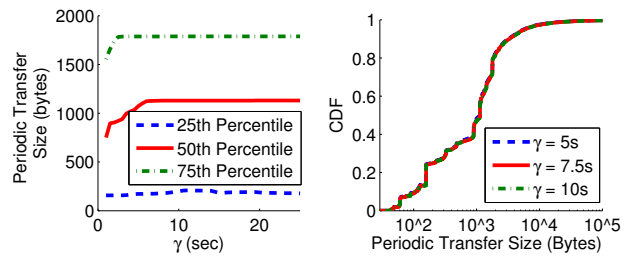 2000
1500
1000
500
0
0
10
20
Periodic Transfer
Size (bytes)
γ (sec)
25th Percentile
50th Percentile
75th Percentile
1
0.8
0.6
0.4
0.2
0
10^2
10^3
10^4
10^5
CDF
Periodic Transfer Size (Bytes)
γ = 5s
γ = 7.5s
γ = 10s